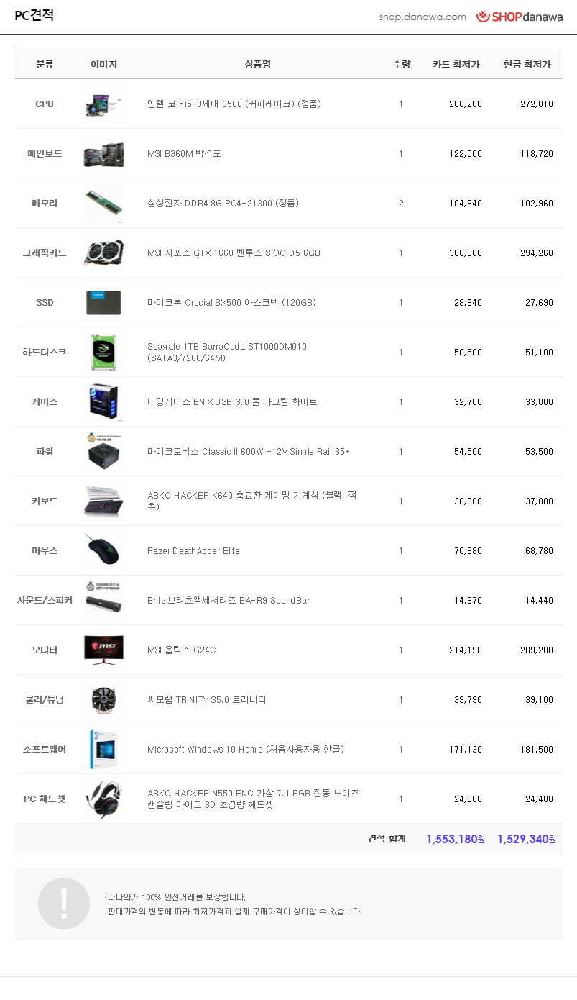 PC견적
shop.danawa.com SHOPdanawa
분류 이미지 상품명 수량 카드 최저가 현금 최저가
CPU 인텔 코어i5-8세대 8500 (커피레이크) (정품) 1 286,200 272,810
메인보드 MSI B360M 박격포 1 122,000 118,720
메모리 삼성전자 DDR4 8G PC4-21300 (정품) 2 104,840 102,960
그래픽카드 MSI 지포스 GTX 1660 벤투스 S OC D5 6GB 1 300,000 294,260
SSD 마이크론 Crucial BX500 아스크텍 (120GB) 1 28,340 27,690
하드디스크 Seagate 1TB BarraCuda ST1000DM010
(SATA3/7200/64M) 1 50,500 51,100
케이스 대양케이스 ENIX USB 3.0 풀 아크릴 화이트 1 32,700 33,000
파워 마이크로닉스 Classic II 600W +12V Single Rail 85+ 1 54,500 53,500
키보드 ABKO HACKER K640 축교환 게이밍 기계식 (블랙, 적
축) 1 38,880 37,800
마우스 Razer DeathAdder Elite 1 70,880 68,780
사운드/스피커 Britz 브리츠액세서리즈 BA-R9 SoundBar 1 14,370 14,440
모니터 msi MSI 옵틱스 G24C 1 214,190 209,280
쿨러/튜닝 써모랩 TRINITY S5.0 트리니티 1 39,790 39,100
소프트웨어 Microsoft Windows 10 Home (처음사용자용 한글) 1 171,130 181,500
PC 헤드셋 ABKO HACKER N550 ENC 가상 7.1 RGB 진동 노이즈
캔슬링 마이크 3D 초경량 헤드셋 1 24,860 24,400
견적 합계 1,553,180원 1,529,340원
· 다나와가 100% 안전거래를 보장합니다.
· 판매가격의 변동에 따라 최저가격과 실제 구매가격이 상이할 수 있습니다.